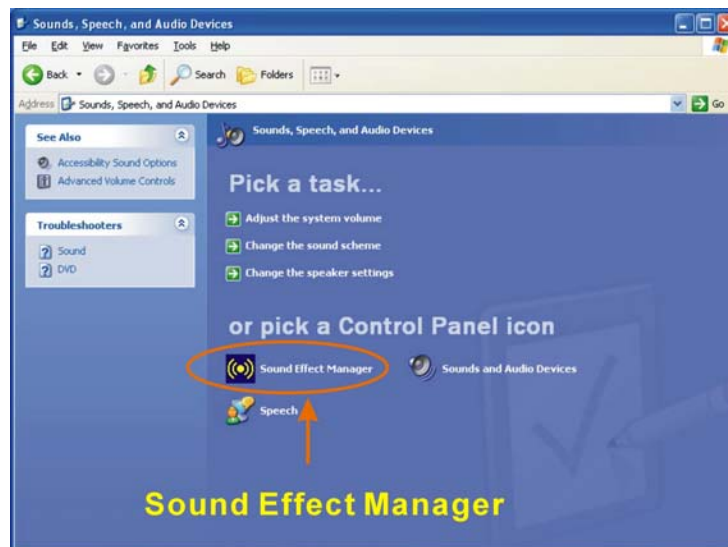 Sounds, Speech, and Audio Devices
File Edit View Favorites Tools Help
Back Search Folders
Address Sounds, Speech, and Audio Devices Go
See Also
Accessibility Sound Options
Advanced Volume Controls
Troubleshooters
Sound
DVD
Sounds, Speech, and Audio Devices
Pick a task...
Adjust the system volume
Change the sound scheme
Change the speaker settings
or pick a Control Panel icon
Sound Effect Manager
Sounds and Audio Devices
Speech
Sound Effect Manager